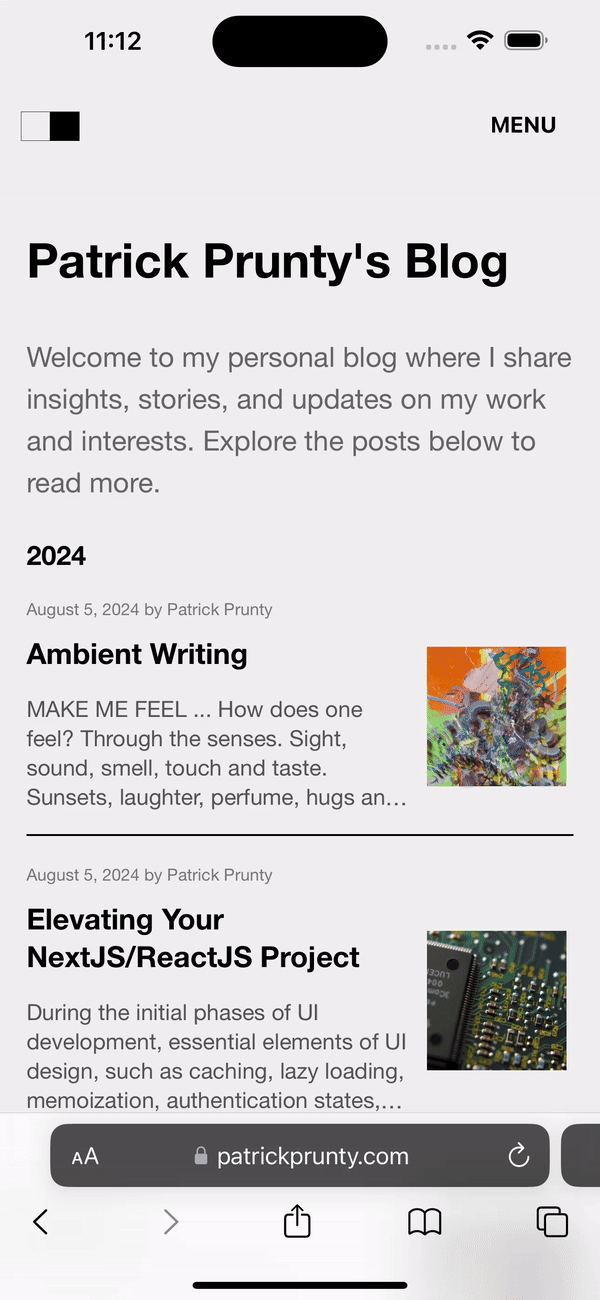 11:12
MENU
Patrick Prunty's Blog
Welcome to my personal blog where I share
insights, stories, and updates on my work
and interests. Explore the posts below to
read more.
2024
August 5, 2024 by Patrick Prunty
Ambient Writing
MAKE ME FEEL ... How does one
feel? Through the senses. Sight,
sound, smell, touch and taste.
Sunsets, laughter, perfume, hugs an...
August 5, 2024 by Patrick Prunty
Elevating Your
NextJS/ReactJS Project
During the initial phases of UI
development, essential elements of UI
design, such as caching, lazy loading,
memoization, authentication states,...
AA
patrickprunty.com